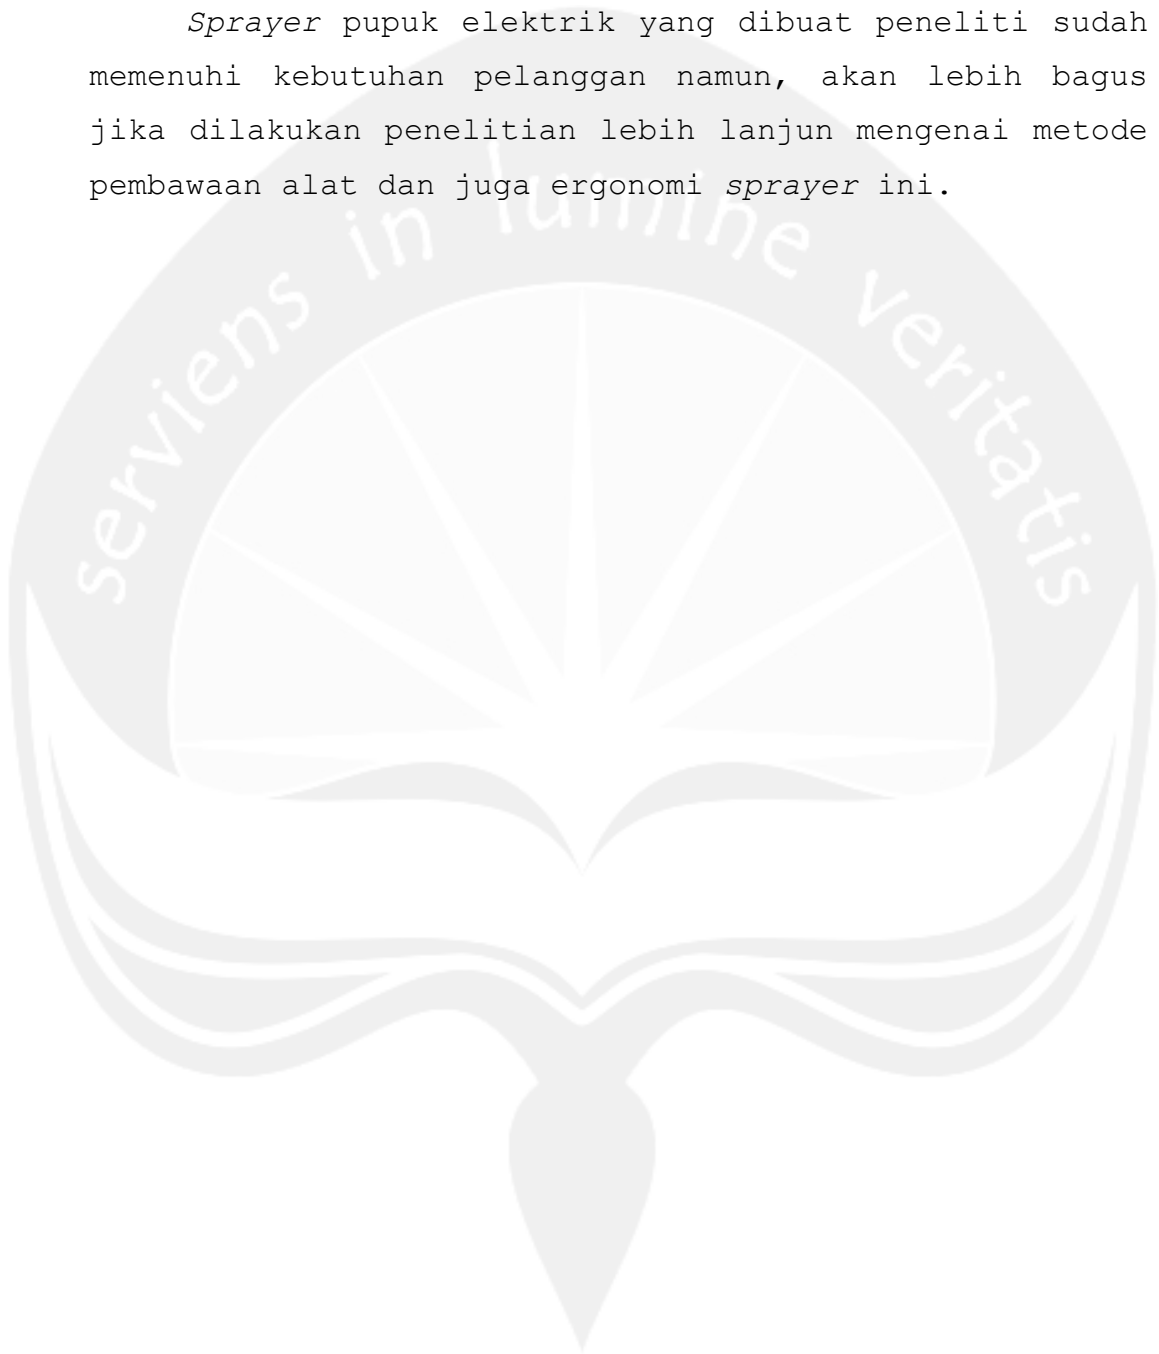 Sprayer pupuk elektrik yang dibuat peneliti sudah
memenuhi kebutuhan pelanggan namun, akan lebih bagus
jika dilakukan penelitian lebih lanjun mengenai metode
pembawaan alat dan juga ergonomi sprayer ini.
serviens in lumine veritatis